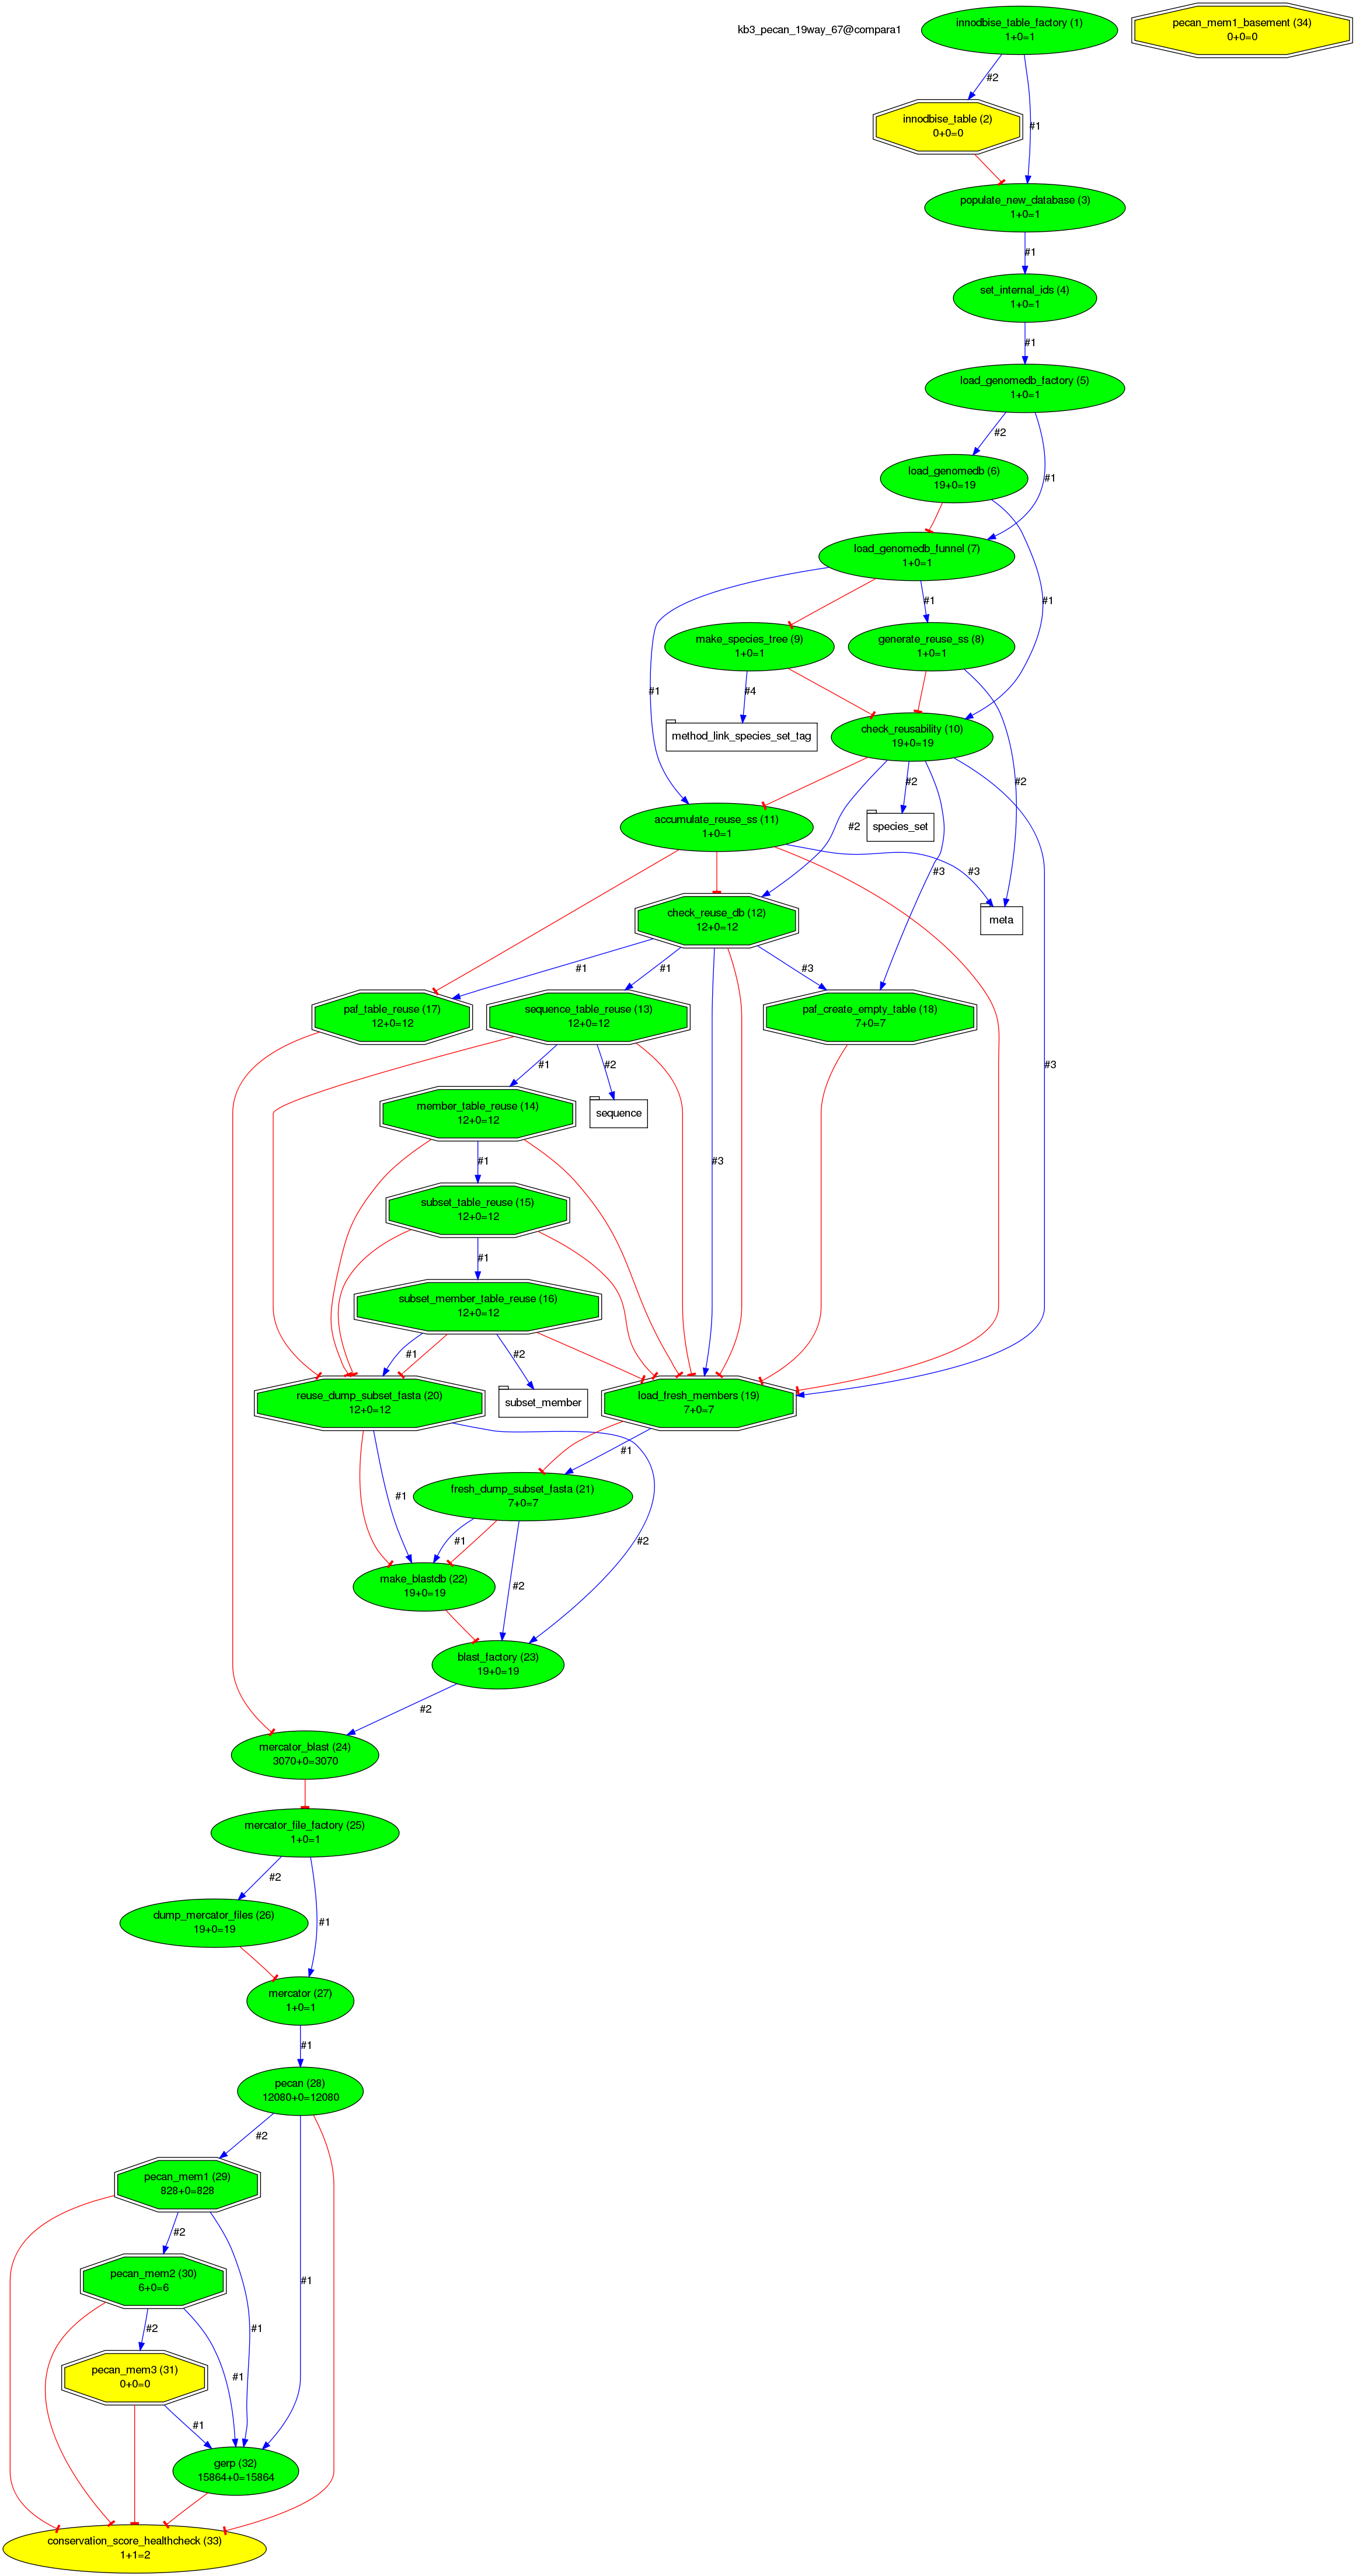 kb3_pecan_19way_67@compara1
innodbise_table_factory (1)
1+0=1
pecan_mem1_basement (34)
0+0=0
#2
#1
innodbise_table (2)
0+0=0
populate_new_database (3)
1+0=1
#1
set_internal_ids (4)
1+0=1
#1
load_genomedb_factory (5)
1+0=1
#2
#1
load_genomedb (6)
19+0=19
load_genomedb_funnel (7)
1+0=1
#1
#1
#1
make_species_tree (9)
1+0=1
generate_reuse_ss (8)
1+0=1
#4
#2
method_link_species_set_tag
check_reusability (10)
19+0=19
#2
#2
#3
#3
accumulate_reuse_ss (11)
1+0=1
species_set
#3
meta
check_reuse_db (12)
12+0=12
#1
#1
#3
#3
paf_table_reuse (17)
12+0=12
sequence_table_reuse (13)
12+0=12
paf_create_empty_table (18)
7+0=7
#1
#2
member_table_reuse (14)
12+0=12
sequence
#1
subset_table_reuse (15)
12+0=12
#1
subset_member_table_reuse (16)
12+0=12
#1
#2
reuse_dump_subset_fasta (20)
12+0=12
subset_member
load_fresh_members (19)
7+0=7
#1
fresh_dump_subset_fasta (21)
7+0=7
#1
#1
#2
#2
make_blastdb (22)
19+0=19
blast_factory (23)
19+0=19
#2
mercator_blast (24)
3070+0=3070
mercator_file_factory (25)
1+0=1
#2
#1
dump_mercator_files (26)
19+0=19
mercator (27)
1+0=1
#1
pecan (28)
12080+0=12080
#2
#1
pecan_mem1 (29)
828+0=828
#2
#1
pecan_mem2 (30)
6+0=6
#2
#1
pecan_mem3 (31)
0+0=0
#1
gerp (32)
15864+0=15864
conservation_score_healthcheck (33)
1+1=2